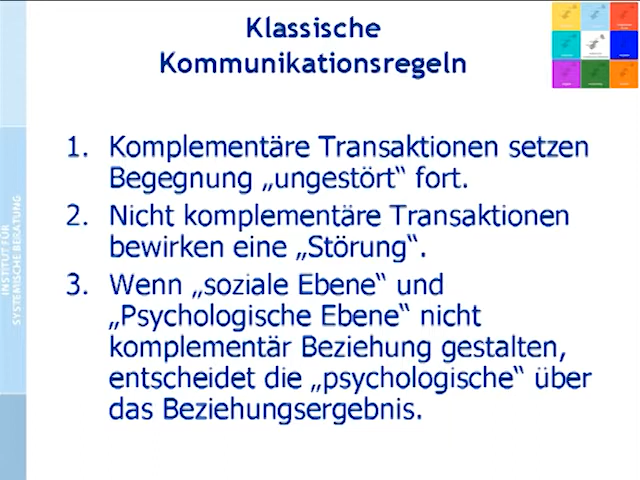 Klassische
Kommunikationsregeln
1. Komplementäre Transaktionen setzen
Begegnung „ungestört“ fort.
2. Nicht komplementäre Transaktionen
bewirken eine „Störung“.
3. Wenn „soziale Ebene“ und
„Psychologische Ebene“ nicht
komplementär Beziehung gestalten,
entscheidet die „psychologische“ über
das Beziehungsergebnis.
INSTITUT FÜR
SYSTEMISCHE BERATUNG